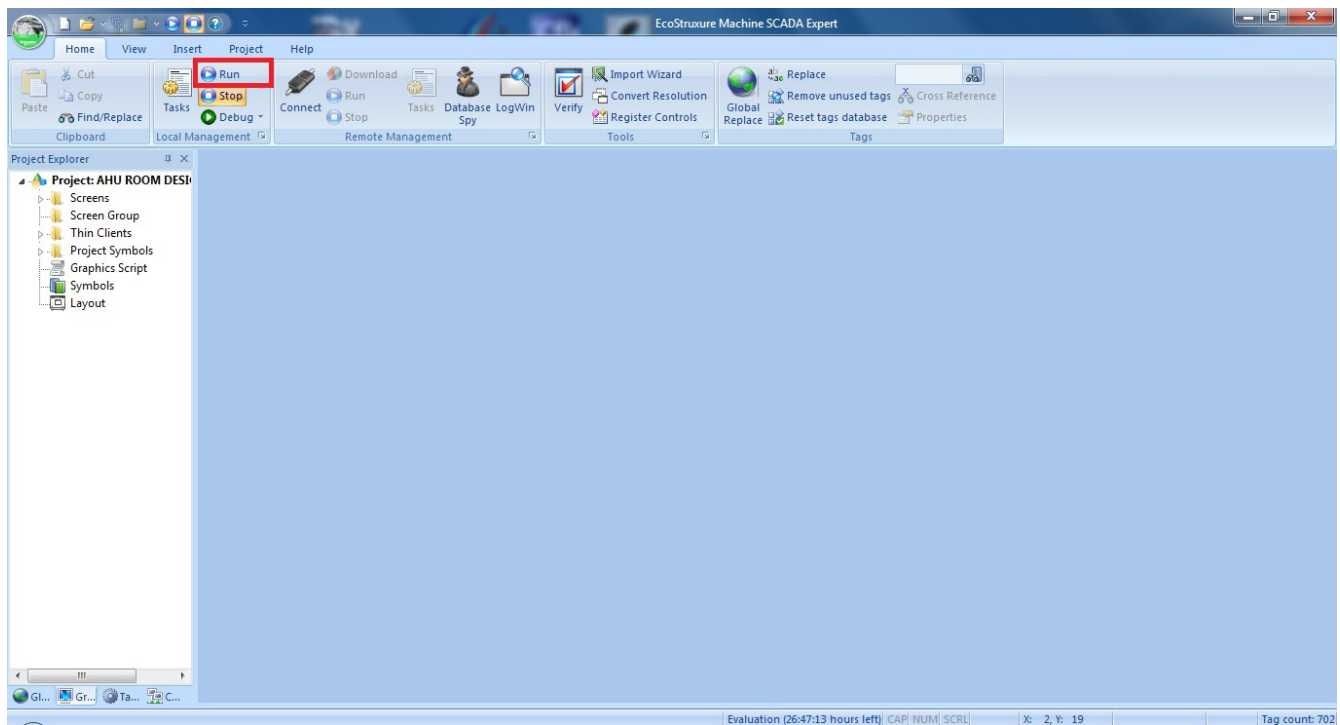 EcoStruxure Machine SCADA Expert
Home View Insert Project Help
Paste
Cut
Copy
Find/Replace
Clipboard
Tasks
Run
Stop
Debug
Local Management
Connect
Download
Run
Stop
Tasks
Database Spy
LogWin
Remote Management
Verify
Import Wizard
Convert Resolution
Register Controls
Tools
Global Replace
Replace
Remove unused tags
Reset tags database
Cross Reference
Properties
Tags
Project Explorer
Project: AHU ROOM DESI
Screens
Screen Group
Thin Clients
Project Symbols
Graphics Script
Symbols
Layout
Gl... Gr... Ta... C...
Evaluation (26:47:13 hours left) CAP NUM SCRL X: 2, Y: 19 Tag count: 702